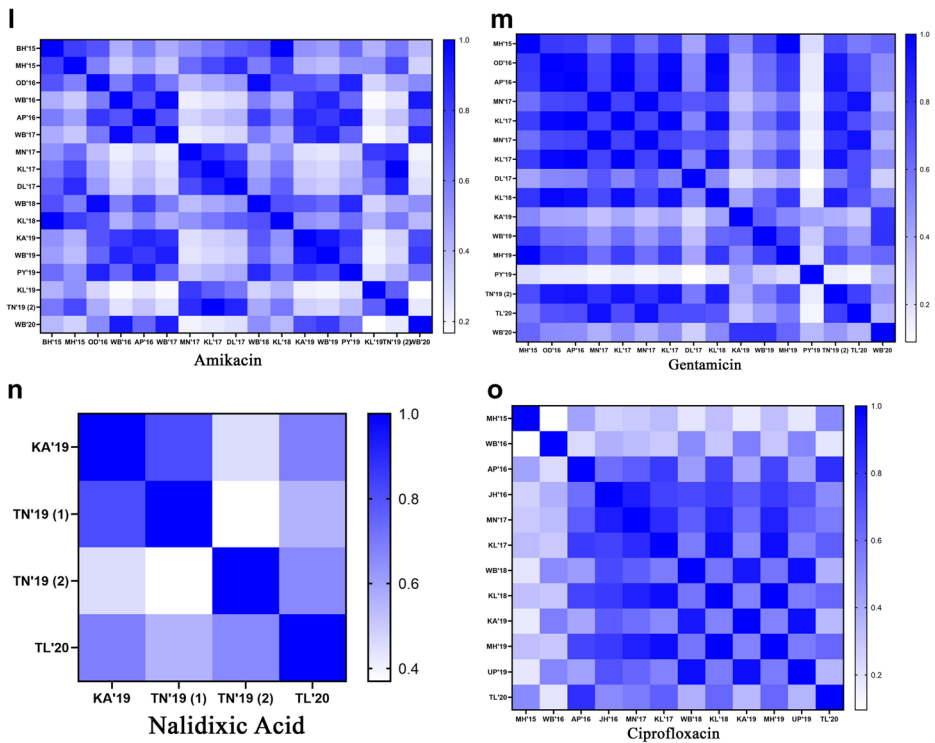 l
BH'15
MH'15
OD'16
WB'16
AP'16
WB'17
MN'17
KL'17
DL'17
WB'18
KL'18
KA'19
WB'19
PY'19
KL'19
TN'19 (2)
WB'20
BH'15 MH'15 OD'16 WB'16 AP'16 WB'17 MN'17 KL'17 DL'17 WB'18 KL'18 KA'19 WB'19 PY'19 KL'19 TN'19 (2) WB'20
Amikacin
1.0
0.8
0.6
0.4
0.2
m
MH'15
OD'16
AP'16
MN'17
KL'17
MN'17
KL'17
DL'17
KL'18
KA'19
WB'19
MH'19
PY'19
TN'19 (2)
TL'20
WB'20
MH'15 OD'16 AP'16 MN'17 KL'17 MN'17 KL'17 DL'17 KL'18 KA'19 WB'19 MH'19 PY'19 TN'19 (2) TL'20 WB'20
Gentamicin
1.0
0.8
0.6
0.4
0.2
n
KA'19
TN'19 (1)
TN'19 (2)
TL'20
KA'19 TN'19 (1) TN'19 (2) TL'20
Nalidixic Acid
1.0
0.8
0.6
0.4
o
MH'15
WB'16
AP'16
JH'16
MN'17
KL'17
WB'18
KL'18
KA'19
MH'19
UP'19
TL'20
MH'15 WB'16 AP'16 JH'16 MN'17 KL'17 WB'18 KL'18 KA'19 MH'19 UP'19 TL'20
Ciprofloxacin
1.0
0.8
0.6
0.4
0.2